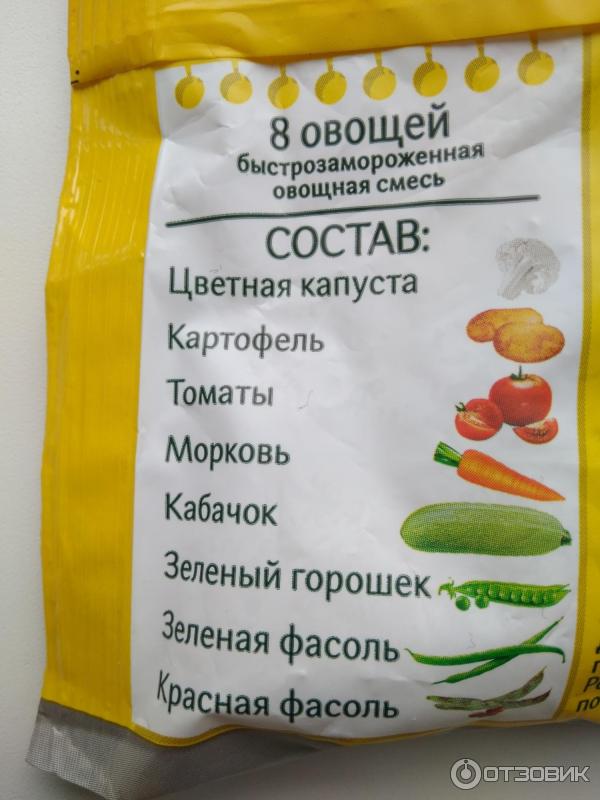 8 овощей
быстрозамороженная
овощная смесь
СОСТАВ:
Цветная капуста
Картофель
Томаты
Морковь
Кабачок
Зеленый горошек
Зеленая фасоль
Красная фасоль
ОТЗОВИК